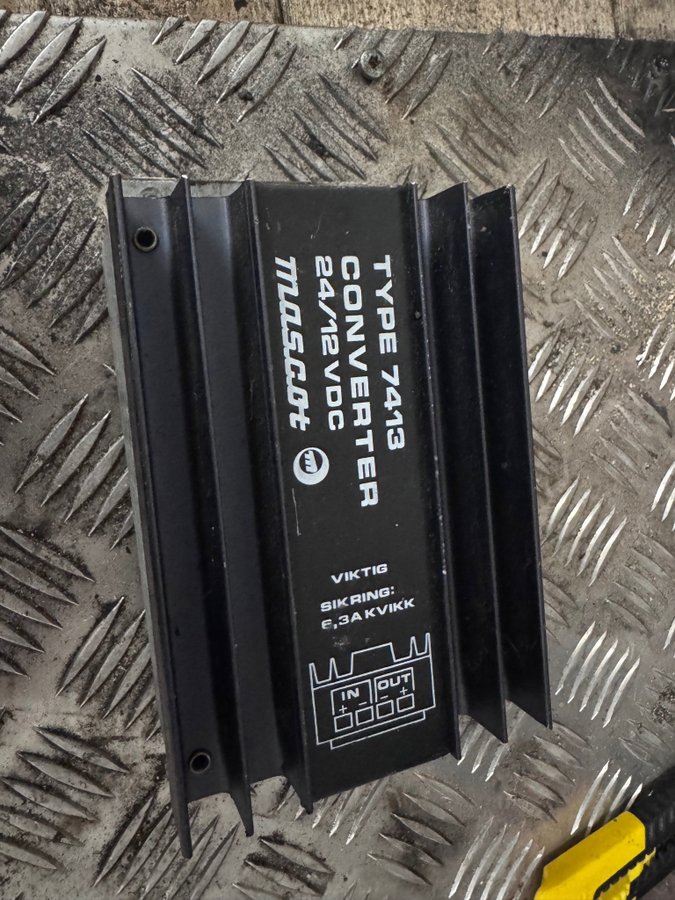 TYPE 7413
CONVERTER
24/12 VDC
mascot
m
VIKTIG
SIKRING:
6,3A KVIKK
IN OUT
+ - - +